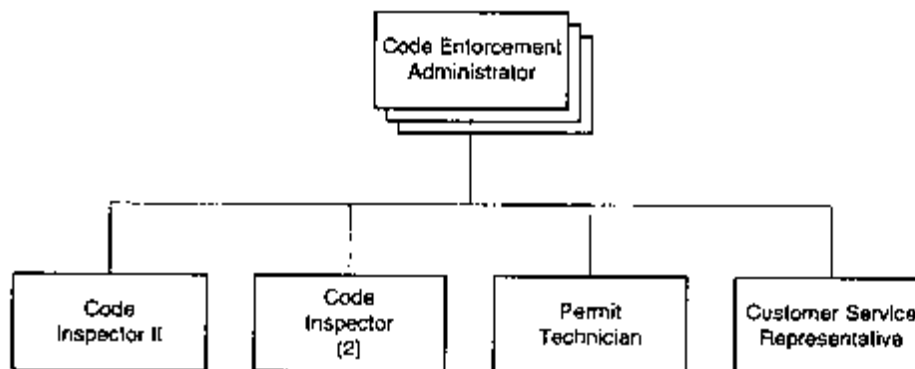 Code Enforcement
Administrator
Code
Inspector II
Code
Inspector
(2)
Permit
Technician
Customer Service
Representative